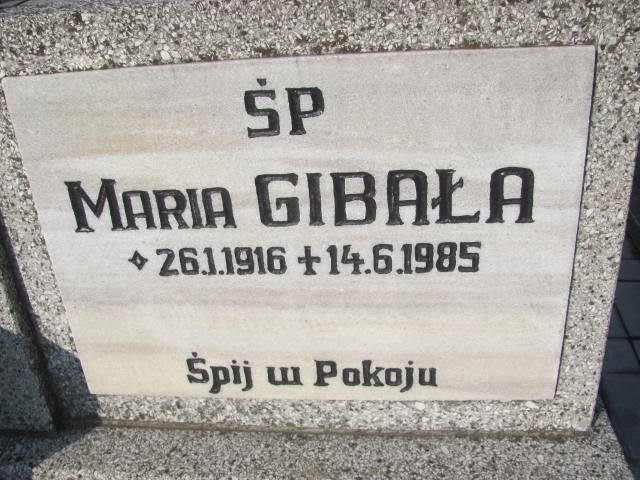 ŚP
MARIA GIBAŁA
26.1.1916 + 14.6.1985
Śpij w Pokoju